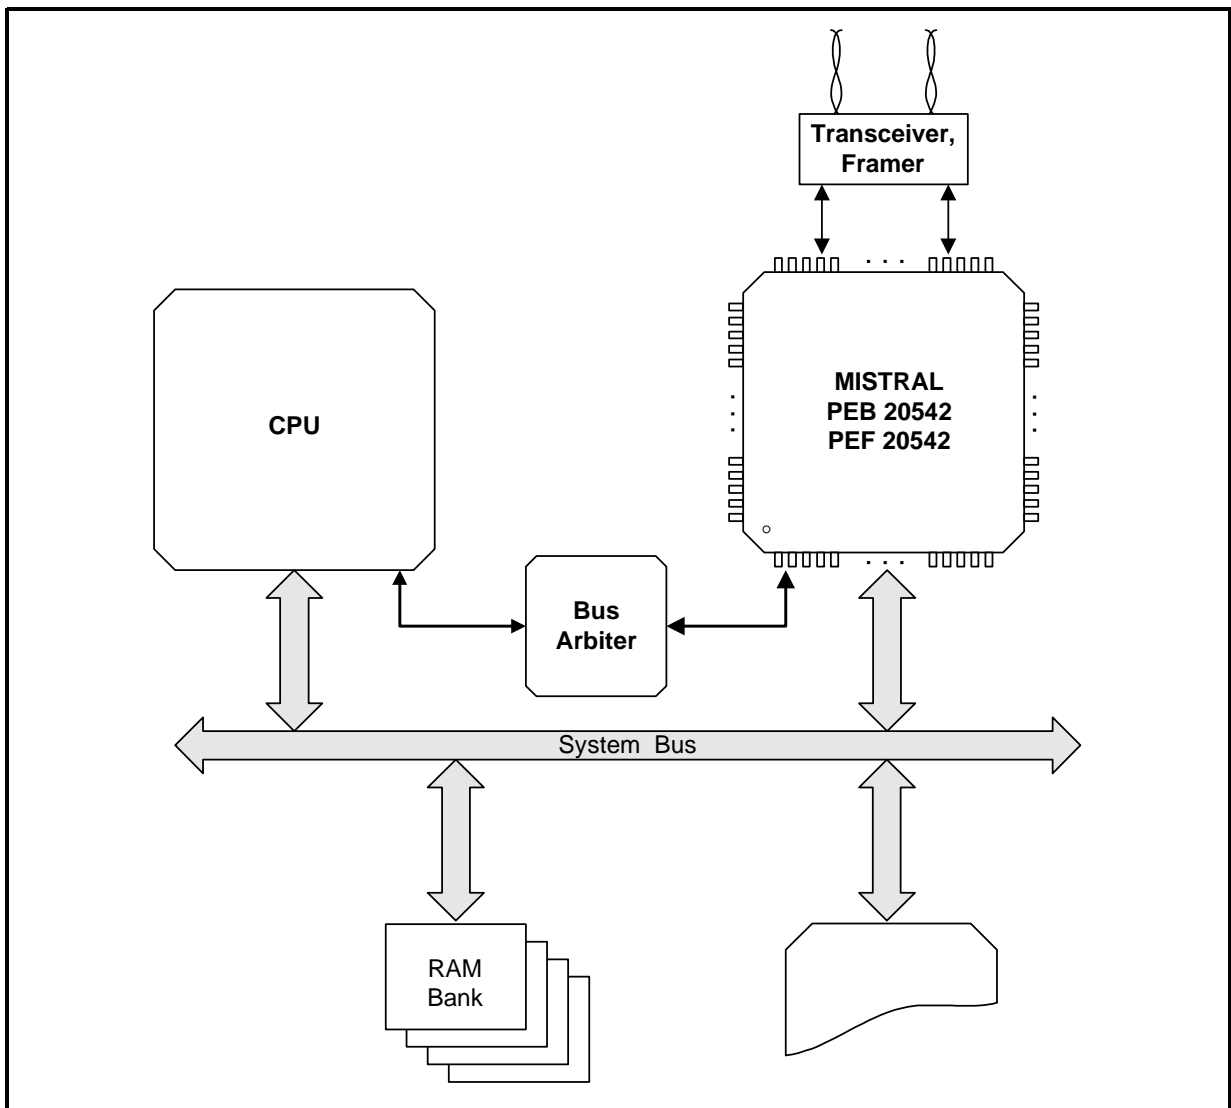 Transceiver,
Framer
MISTRAL
PEB 20542
PEF 20542
CPU
Bus
Arbiter
System Bus
RAM
Bank